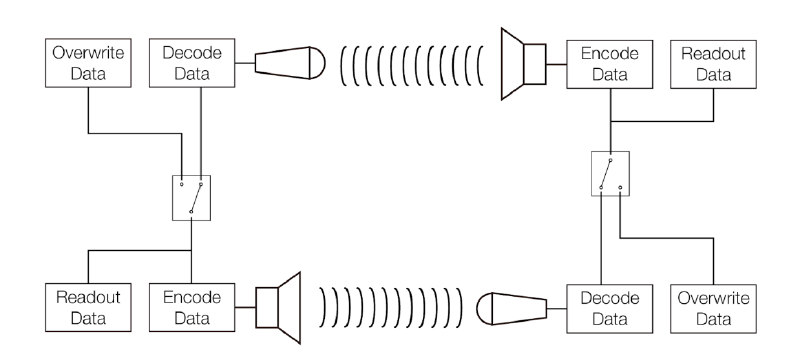 Overwrite
Data
Decode
Data
Encode
Data
Readout
Data
Readout
Data
Encode
Data
Decode
Data
Overwrite
Data